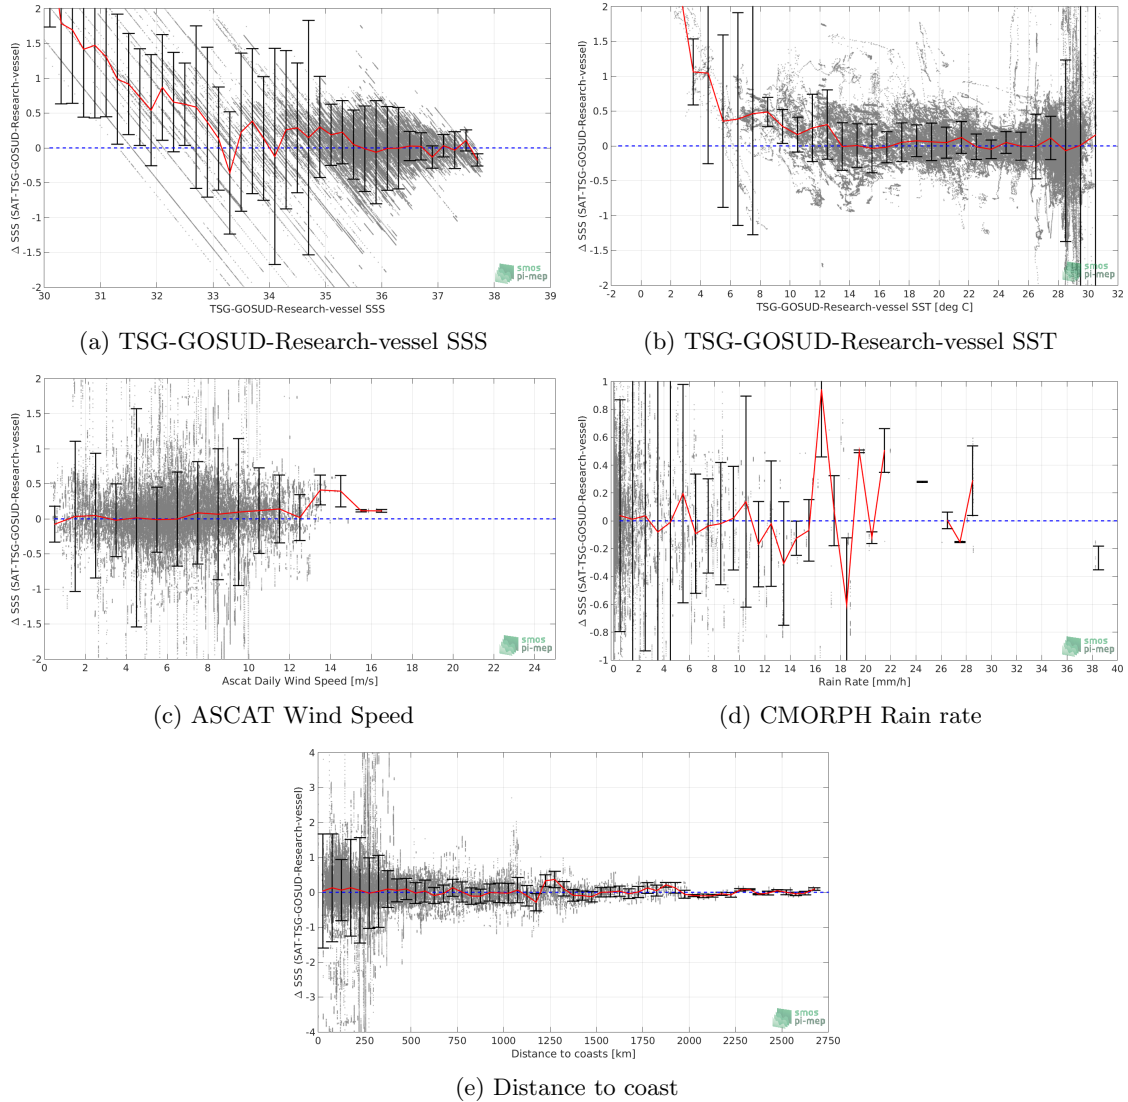 2
1.5
1
0.5
0
-0.5
-1
-1.5
-2
Δ SSS (SAT-TSG-GOSUD-Research-vessel)
30 31 32 33 34 35 36 37 38 39
TSG-GOSUD-Research-vessel SSS
smos
pi-mep
(a) TSG-GOSUD-Research-vessel SSS
2
1.5
1
0.5
0
-0.5
-1
-1.5
-2
Δ SSS (SAT-TSG-GOSUD-Research-vessel)
-2 0 2 4 6 8 10 12 14 16 18 20 22 24 26 28 30 32
TSG-GOSUD-Research-vessel SST [deg C]
smos
pi-mep
(b) TSG-GOSUD-Research-vessel SST
2
1.5
1
0.5
0
-0.5
-1
-1.5
-2
Δ SSS (SAT-TSG-GOSUD-Research-vessel)
0 2 4 6 8 10 12 14 16 18 20 22 24
Ascat Daily Wind Speed [m/s]
smos
pi-mep
(c) ASCAT Wind Speed
1
0.8
0.6
0.4
0.2
0
-0.2
-0.4
-0.6
-0.8
-1
Δ SSS (SAT-TSG-GOSUD-Research-vessel)
0 2 4 6 8 10 12 14 16 18 20 22 24 26 28 30 32 34 36 38 40
Rain Rate [mm/h]
smos
pi-mep
(d) CMORPH Rain rate
4
3
2
1
0
-1
-2
-3
-4
Δ SSS (SAT-TSG-GOSUD-Research-vessel)
0 250 500 750 1000 1250 1500 1750 2000 2250 2500 2750
Distance to coasts [km]
smos
pi-mep
(e) Distance to coast